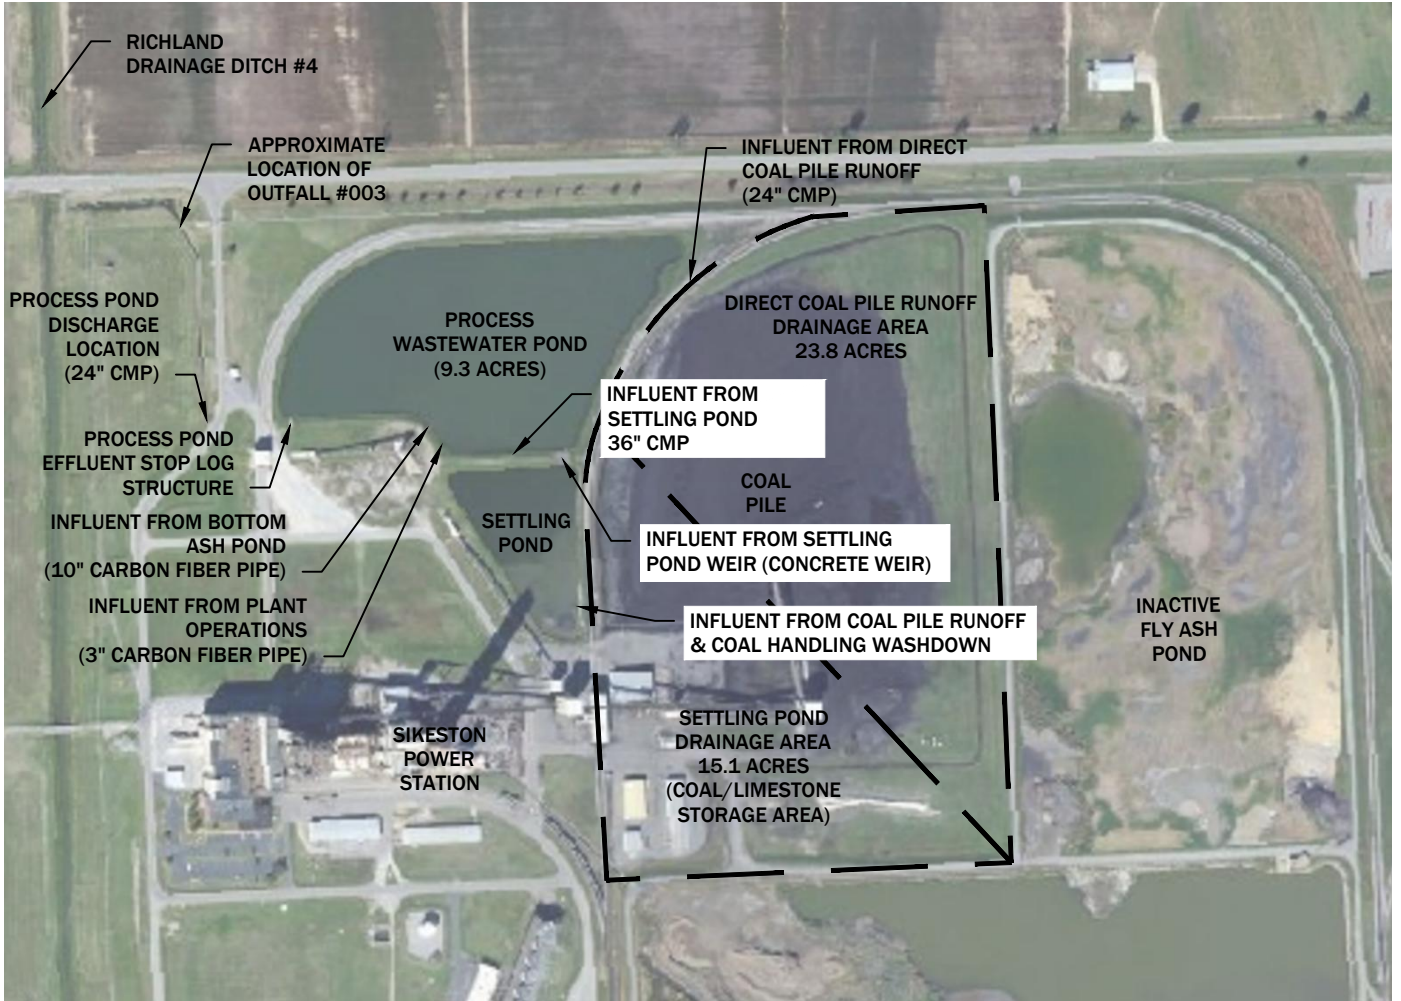 RICHLAND
DRAINAGE DITCH #4
APPROXIMATE
LOCATION OF
OUTFALL #003
INFLUENT FROM DIRECT
COAL PILE RUNOFF
(24" CMP)
PROCESS POND
DISCHARGE
LOCATION
(24" CMP)
PROCESS
WASTEWATER POND
(9.3 ACRES)
DIRECT COAL PILE RUNOFF
DRAINAGE AREA
23.8 ACRES
INFLUENT FROM
SETTLING POND
36" CMP
PROCESS POND
EFFLUENT STOP LOG
STRUCTURE
COAL
PILE
SETTLING
POND
INFLUENT FROM BOTTOM
ASH POND
(10" CARBON FIBER PIPE)
INFLUENT FROM SETTLING
POND WEIR (CONCRETE WEIR)
INFLUENT FROM PLANT
OPERATIONS
(3" CARBON FIBER PIPE)
INFLUENT FROM COAL PILE RUNOFF
& COAL HANDLING WASHDOWN
INACTIVE
FLY ASH
POND
SIKESTON
POWER
STATION
SETTLING POND
DRAINAGE AREA
15.1 ACRES
(COAL/LIMESTONE
STORAGE AREA)